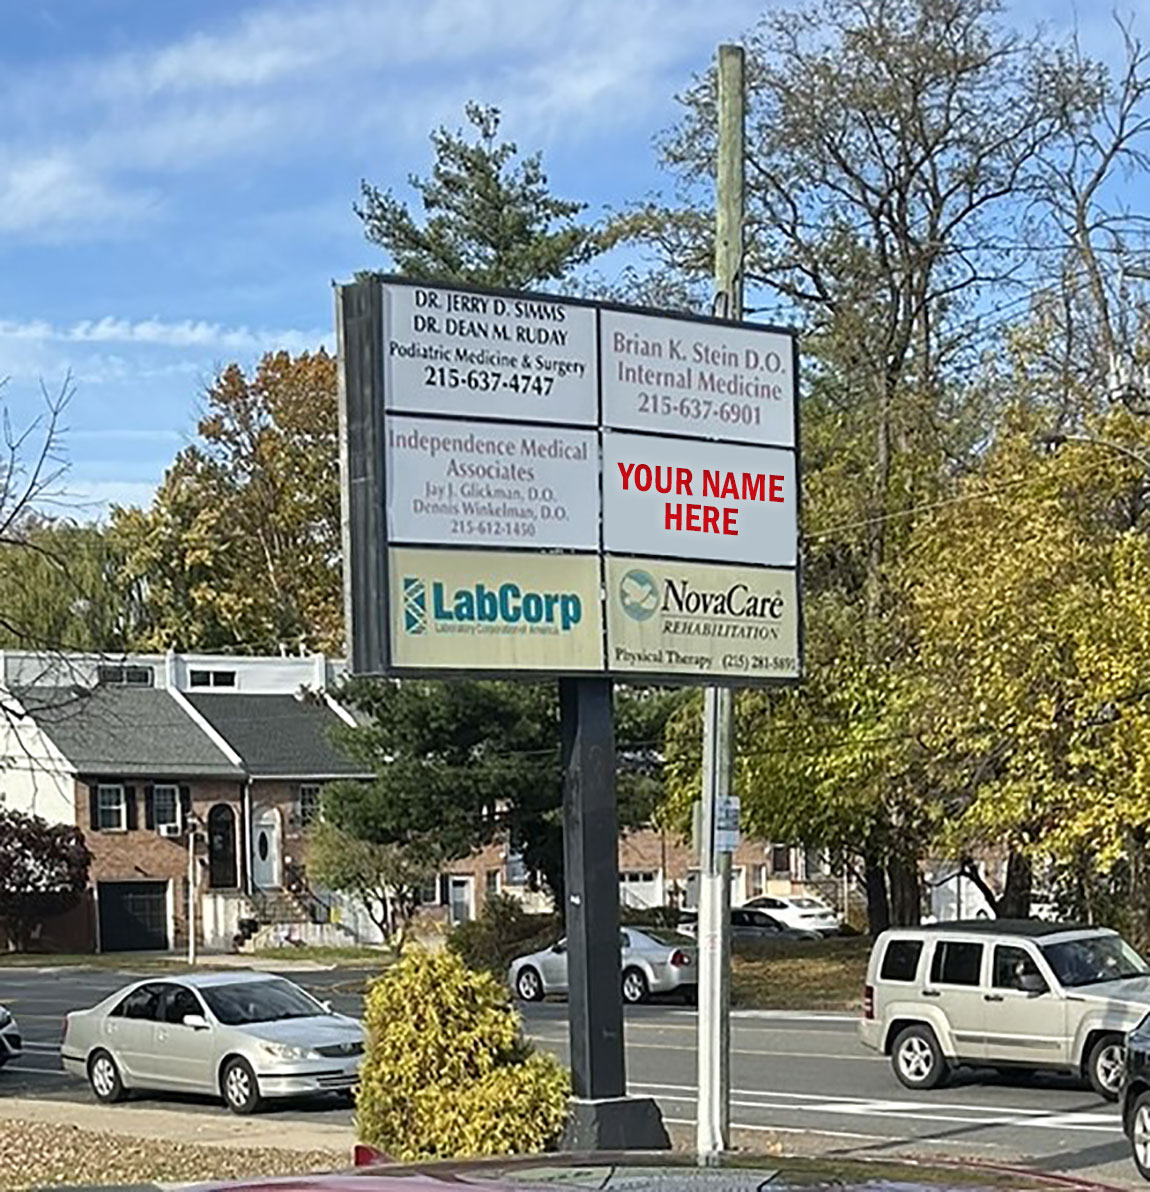 DR. JERRY D. SIMMS
DR. DEAN M. RUDAY
Podiatric Medicine & Surgery
215-637-4747
Brian K. Stein D.O.
Internal Medicine
215-637-6901
Independence Medical
Associates
Jay J. Glickman, D.O.
Dennis Winkelman, D.O.
215-612-1450
YOUR NAME
HERE
LabCorp
Laboratory Corporation of America
NovaCare
REHABILITATION
Physical Therapy (215)